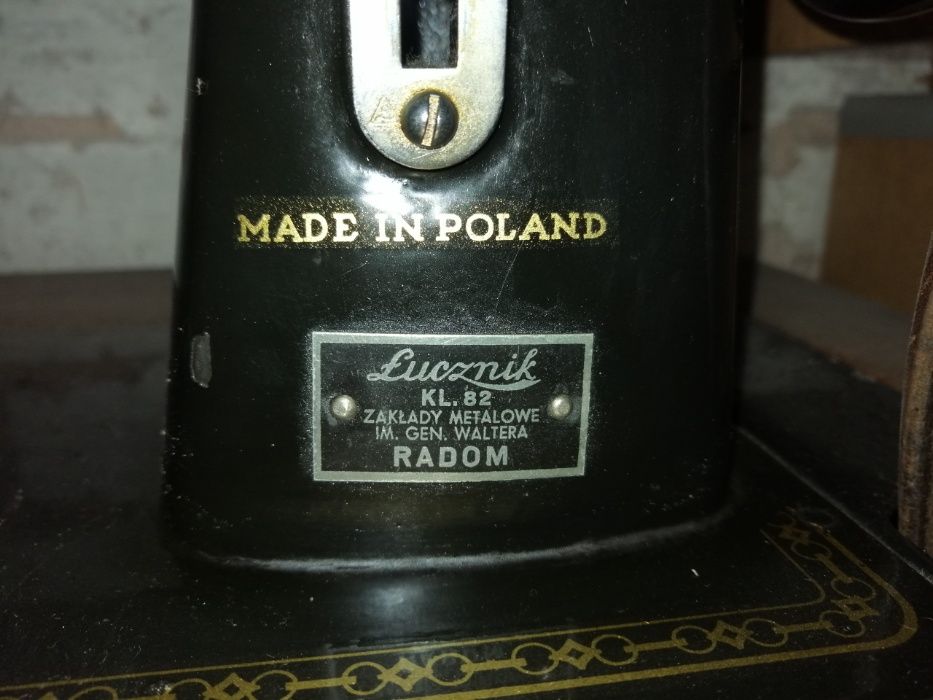 MADE IN POLAND
Łucznik
KL. 82
ZAKŁADY METALOWE
IM. GEN. WALTERA
RADOM